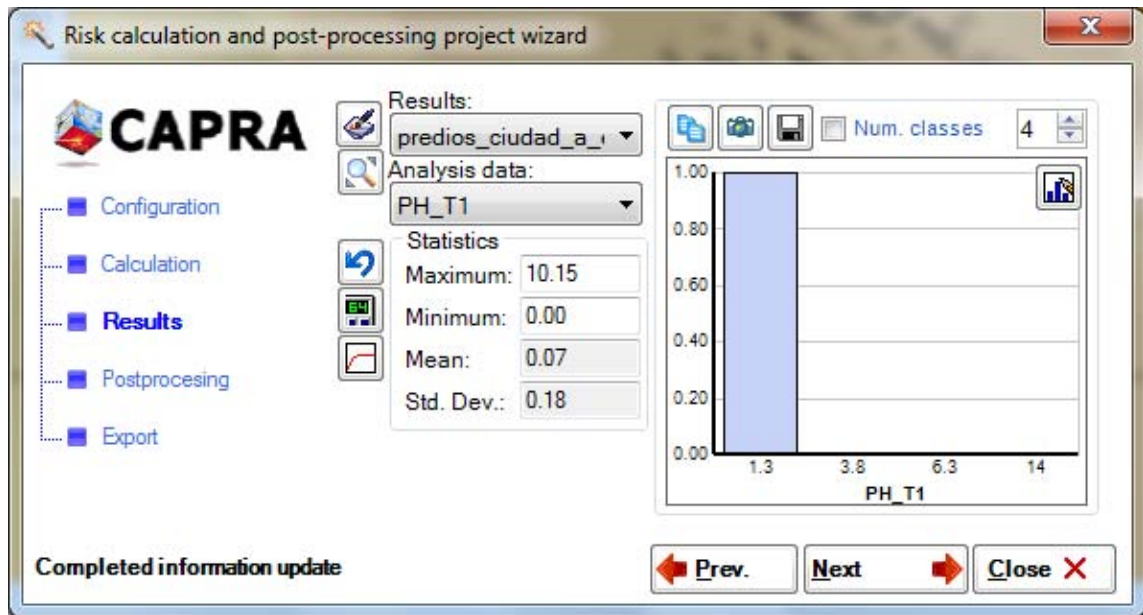 Risk calculation and post-processing project wizard
CAPRA
Configuration
Calculation
Results
Postprocesing
Export
Results:
predios_ciudad_a_
Analysis data:
PH_T1
Statistics
Maximum: 10.15
Minimum: 0.00
Mean: 0.07
Std. Dev.: 0.18
Num. classes 4
1.00
0.80
0.60
0.40
0.20
0.00
1.3 3.8 6.3 14
PH_T1
Completed information update
Prev. Next Close